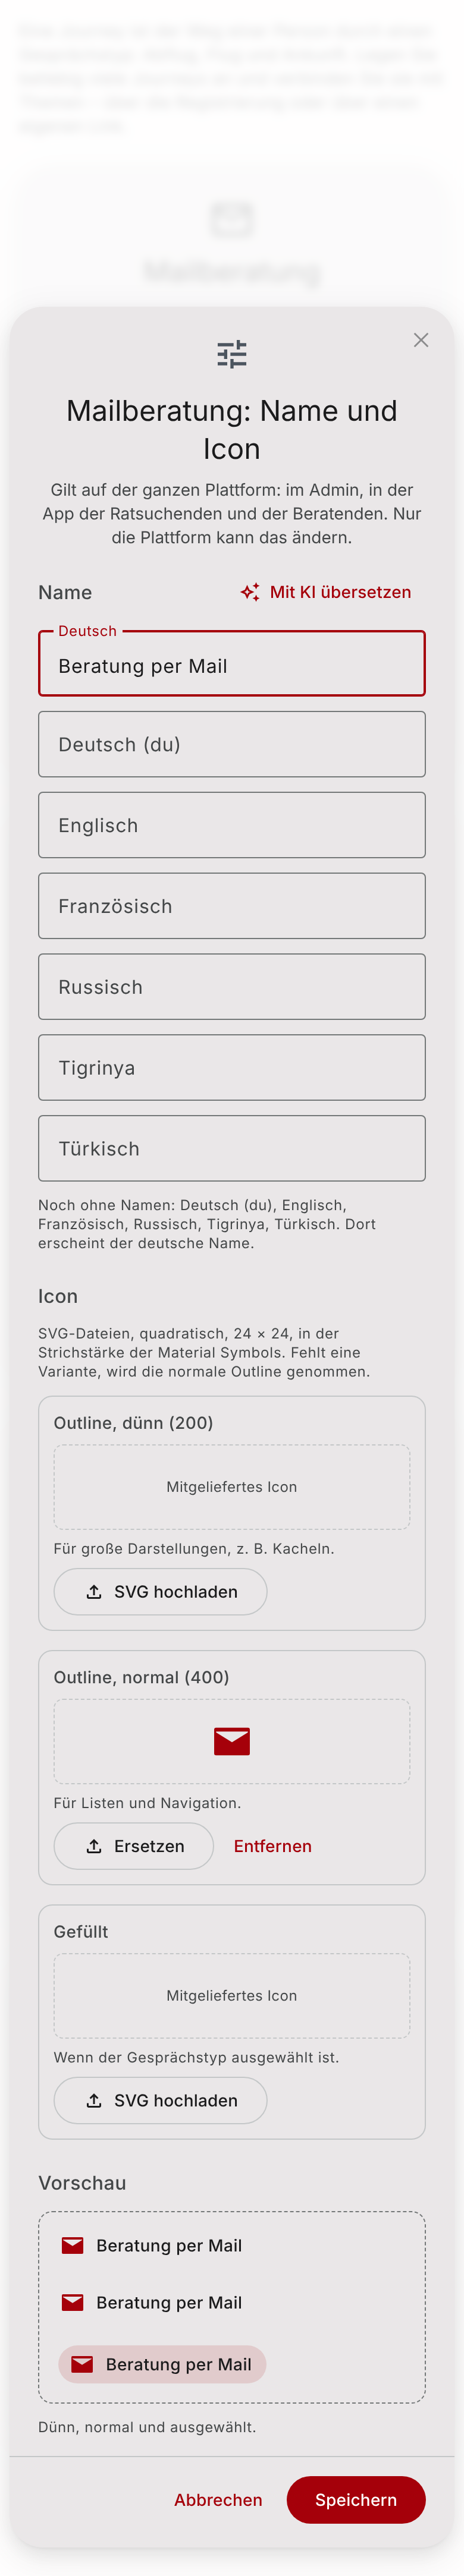 Mailberatung
Mailberatung: Name und
Icon
Gilt auf der ganzen Plattform: im Admin, in der
App der Ratsuchenden und der Beratenden. Nur
die Plattform kann das ändern.
Name
Mit KI übersetzen
Deutsch
Beratung per Mail
Deutsch (du)
Englisch
Französisch
Russisch
Tigrinya
Türkisch
Noch ohne Namen: Deutsch (du), Englisch,
Französisch, Russisch, Tigrinya, Türkisch. Dort
erscheint der deutsche Name.
Icon
SVG-Dateien, quadratisch, 24 × 24, in der
Strichstärke der Material Symbols. Fehlt eine
Variante, wird die normale Outline genommen.
Outline, dünn (200)
Mitgeliefertes Icon
Für große Darstellungen, z. B. Kacheln.
SVG hochladen
Outline, normal (400)
Für Listen und Navigation.
Ersetzen
Entfernen
Gefüllt
Mitgeliefertes Icon
Wenn der Gesprächstyp ausgewählt ist.
SVG hochladen
Vorschau
Beratung per Mail
Beratung per Mail
Beratung per Mail
Dünn, normal und ausgewählt.
Abbrechen
Speichern